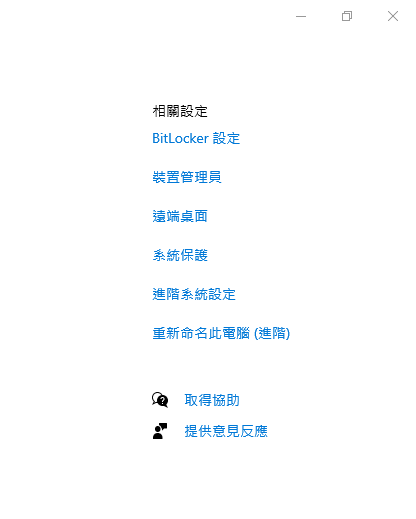 相關設定
BitLocker 設定
裝置管理員
遠端桌面
系統保護
進階系統設定
重新命名此電腦 (進階)
取得協助
提供意見反應